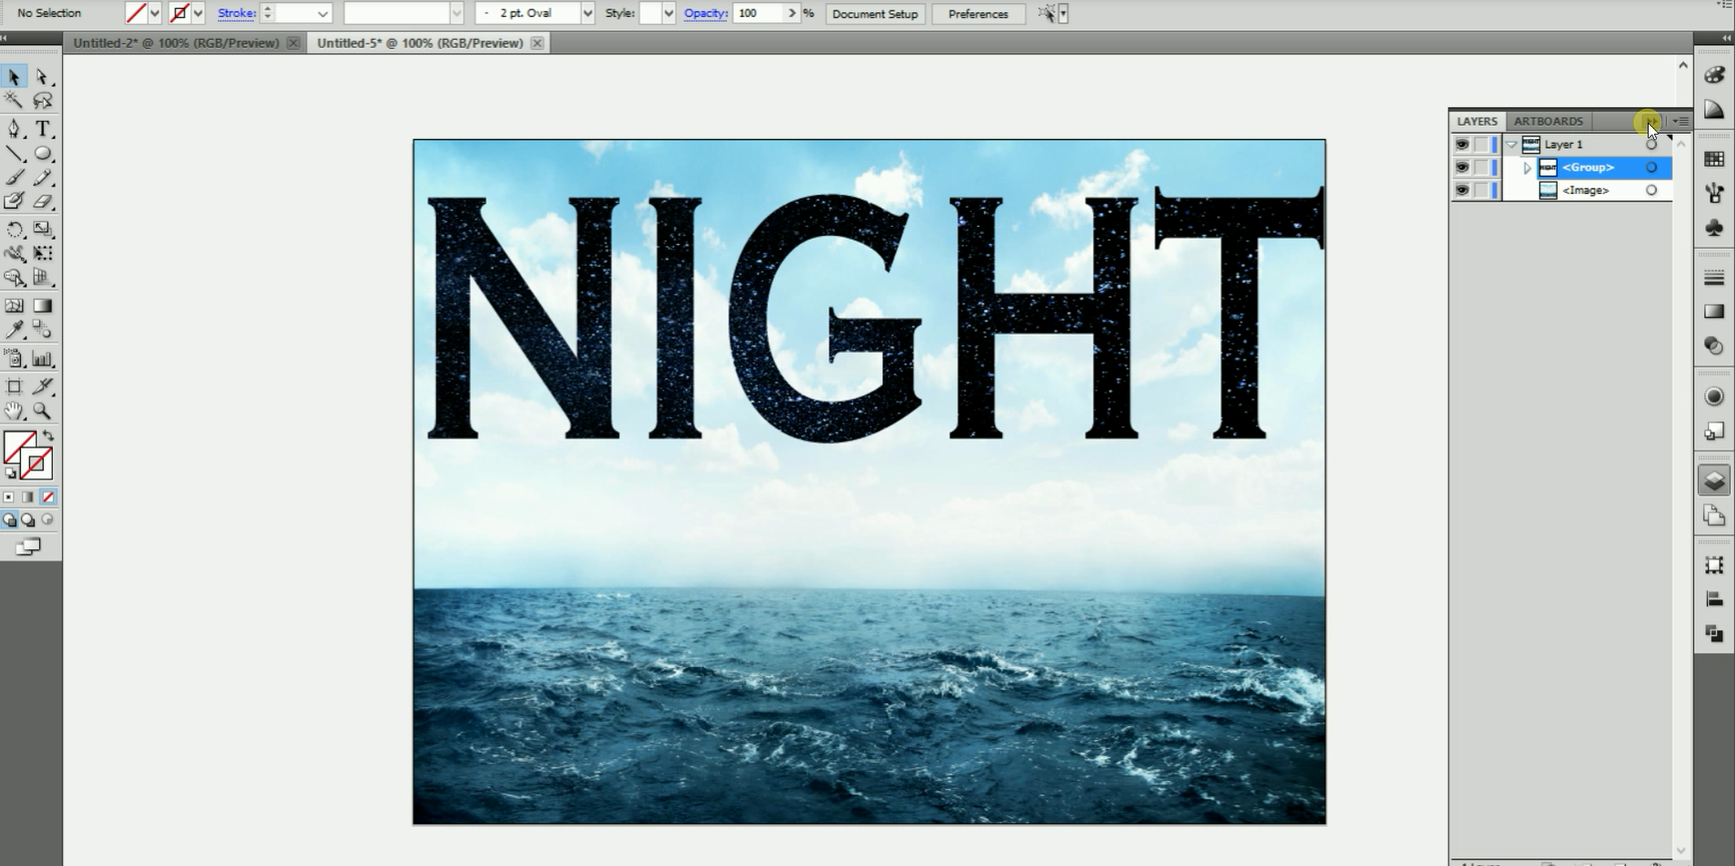 No Selection Stroke: 2 pt. Oval Style: Opacity: 100 % Document Setup Preferences
Untitled-2* @ 100% (RGB/Preview) Untitled-5* @ 100% (RGB/Preview)
LAYERS ARTBOARDS
Layer 1
<Group>
<Image>
NIGHT